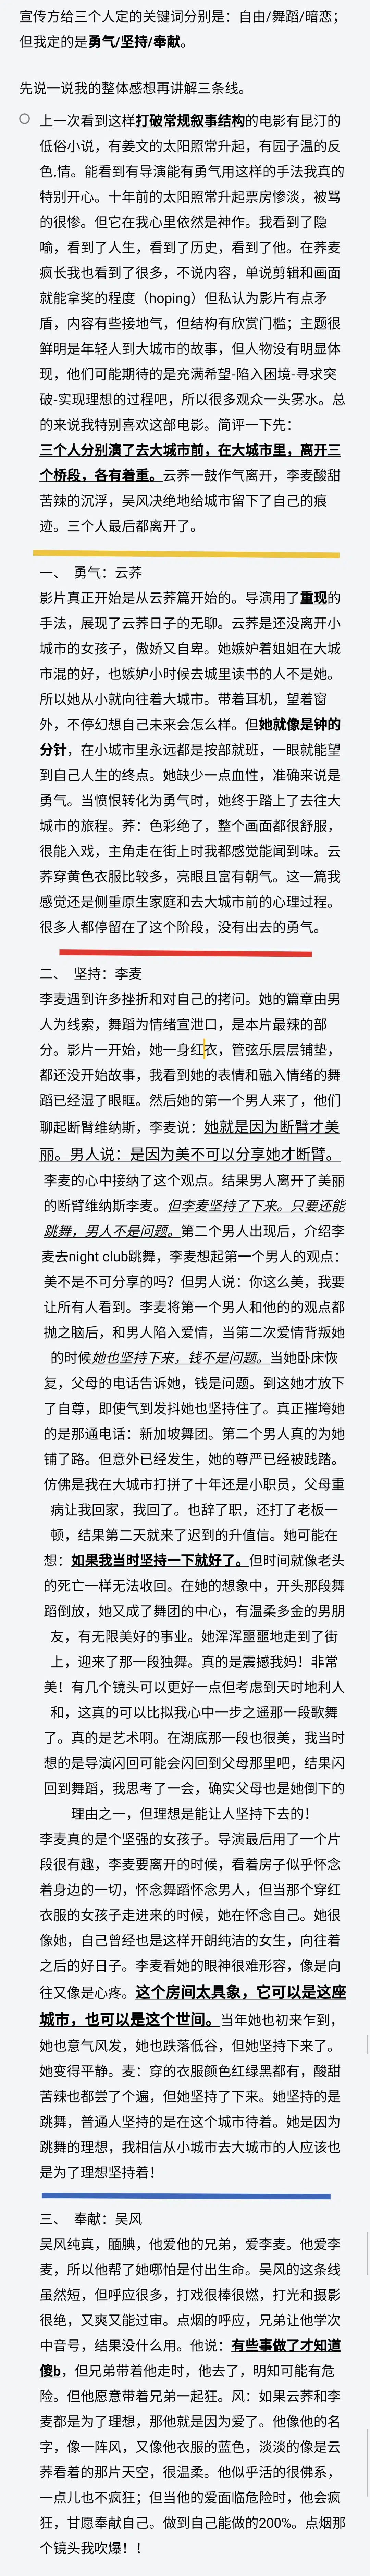 宣传方给三个人定的关键词分别是：自由/舞蹈/暗恋；
但我定的是勇气/坚持/奉献。
先说一说我的整体感想再讲解三条线。
上一次看到这样打破常规叙事结构的电影有昆汀的
低俗小说，有姜文的太阳照常升起，有园子温的反
色.情。能看到有导演能有勇气用这样的手法我真的
特别开心。十年前的太阳照常升起票房惨淡，被骂
的很惨。但它在我心里依然是神作。我看到了隐
喻，看到了人生，看到了历史，看到了他。在荞麦
疯长我也看到了很多，不说内容，单说剪辑和画面
就能拿奖的程度（hoping）但私认为影片有点矛
盾，内容有些接地气，但结构有欣赏门槛；主题很
鲜明是年轻人到大城市的故事，但人物没有明显体
现，他们可能期待的是充满希望-陷入困境-寻求突
破-实现理想的过程吧，所以很多观众一头雾水。总
的来说我特别喜欢这部电影。简评一下先：
三个人分别演了去大城市前，在大城市里，离开三
个桥段，各有着重。云荞一鼓作气离开，李麦酸甜
苦辣的沉浮，吴风决绝地给城市留下了自己的痕
迹。三个人最后都离开了。
一、 勇气：云荞
影片真正开始是从云荞篇开始的。导演用了重现的
手法，展现了云荞日子的无聊。云荞是还没离开小
城市的女孩子，傲娇又自卑。她嫉妒着姐姐在大城
市混的好，也嫉妒小时候去城里读书的人不是她。
所以她从小就向往着大城市。带着耳机，望着窗
外，不停幻想自己未来会怎么样。但她就像是钟的
分针，在小城市里永远都是按部就班，一眼就能望
到自己人生的终点。她缺少一点血性，准确来说是
勇气。当愤恨转化为勇气时，她终于踏上了去往大
城市的旅程。荞：色彩绝了，整个画面都很舒服，
很能入戏，主角走在街上时我都感觉能闻到味。云
荞穿黄色衣服比较多，亮眼且富有朝气。这一篇我
感觉还是侧重原生家庭和去大城市前的心理过程。
很多人都停留在了这个阶段，没有出去的勇气。
二、 坚持：李麦
李麦遇到许多挫折和对自己的拷问。她的篇章由男
人为线索，舞蹈为情绪宣泄口，是本片最辣的部
分。影片一开始，她一身红衣，管弦乐层层铺垫，
都还没开始故事，我看到她的表情和融入情绪的舞
蹈已经湿了眼眶。然后她的第一个男人来了，他们
聊起断臂维纳斯，李麦说：她就是因为断臂才美
丽。男人说：是因为美不可以分享她才断臂。
李麦的心中接纳了这个观点。结果男人离开了美丽
的断臂维纳斯李麦。但李麦坚持了下来。只要还能
跳舞，男人不是问题。第二个男人出现后，介绍李
麦去night club跳舞，李麦想起第一个男人的观点：
美不是不可分享的吗？但男人说：你这么美，我要
让所有人看到。李麦将第一个男人和他的的观点都
抛之脑后，和男人陷入爱情，当第二次爱情背叛她
的时候她也坚持下来，钱不是问题。当她卧床恢
复，父母的电话告诉她，钱是问题。到这她才放下
了自尊，即使气到发抖她也坚持住了。真正摧垮她
的是那通电话：新加坡舞团。第二个男人真的为她
铺了路。但意外已经发生，她的尊严已经被践踏。
仿佛是我在大城市打拼了十年还是小职员，父母重
病让我回家，我回了。也辞了职，还打了老板一
顿，结果第二天就来了迟到的升值信。她可能在
想：如果我当时坚持一下就好了。但时间就像老头
的死亡一样无法收回。在她的想象中，开头那段舞
蹈倒放，她又成了舞团的中心，有温柔多金的男朋
友，有无限美好的事业。她浑浑噩噩地走到了街
上，迎来了那一段独舞。真的是震撼我妈！非常
美！有几个镜头可以更好一点但考虑到天时地利人
和，这真的可以比拟我心中一步之遥那一段歌舞
了。真的是艺术啊。在湖底那一段也很美，我当时
想的是导演闪回可能会闪回到父母那里吧，结果闪
回到舞蹈，我思考了一会，确实父母也是她倒下的
理由之一，但理想是能让人坚持下去的！
李麦真的是个坚强的女孩子。导演最后用了一个片
段很有趣，李麦要离开的时候，看着房子似乎怀念
着身边的一切，怀念舞蹈怀念男人，但当那个穿红
衣服的女孩子走进来的时候，她在怀念自己。她很
像她，自己曾经也是这样开朗纯洁的女生，向往着
之后的好日子。李麦看她的眼神很难形容，像是向
往又像是心疼。这个房间太具象，它可以是这座
城市，也可以是这个世间。当年她也初来乍到，
她也意气风发，她也跌落低谷，但她坚持下来了。
她变得平静。麦：穿的衣服颜色红绿黑都有，酸甜
苦辣也都尝了个遍，但她坚持了下来。她坚持的是
跳舞，普通人坚持的是在这个城市待着。她是因为
跳舞的理想，我相信从小城市去大城市的人应该也
是为了理想坚持着！
三、 奉献：吴风
吴风纯真，腼腆，他爱他的兄弟，爱李麦。他爱李
麦，所以他帮了她哪怕是付出生命。吴风的这条线
虽然短，但呼应很多，打戏很棒很燃，打光和摄影
很绝，又爽又能过审。点烟的呼应，兄弟让他学次
中音号，结果没什么用。他说：有些事做了才知道
傻b，但兄弟带着他走时，他去了，明知可能有危
险。但他愿意带着兄弟一起狂。风：如果云荞和李
麦都是为了理想，那他就是因为爱了。他像他的名
字，像一阵风，又像他衣服的蓝色，淡淡的像是云
荞看着的那片天空，很温柔。他似乎活的很佛系，
一点儿也不疯狂；但当他的爱面临危险时，他会疯
狂，甘愿奉献自己。做到自己能做的200%。点烟那
个镜头我吹爆！！